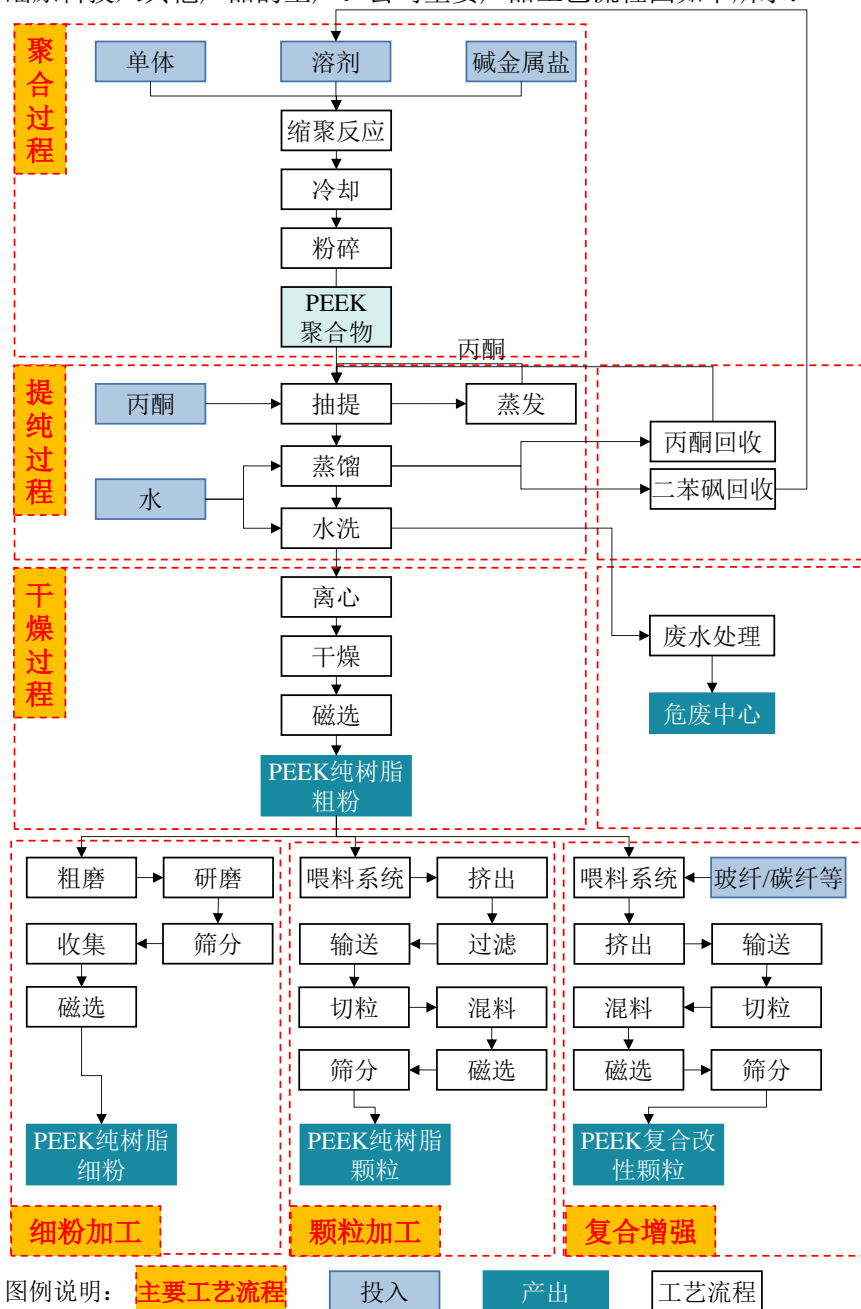 聚合过程
单体
溶剂
碱金属盐
缩聚反应
冷却
粉碎
PEEK
聚合物
丙酮
提纯过程
丙酮
抽提
蒸发
丙酮回收
蒸馏
二苯砜回收
水
水洗
干燥过程
离心
干燥
废水处理
磁选
危废中心
PEEK纯树脂
粗粉
粗磨
研磨
收集
筛分
磁选
PEEK纯树脂
细粉
细粉加工
喂料系统
挤出
输送
过滤
切粒
混料
筛分
磁选
PEEK纯树脂
颗粒
颗粒加工
喂料系统
玻纤/碳纤等
挤出
输送
混料
切粒
磁选
筛分
PEEK复合改
性颗粒
复合增强
图例说明：
主要工艺流程
投入
产出
工艺流程